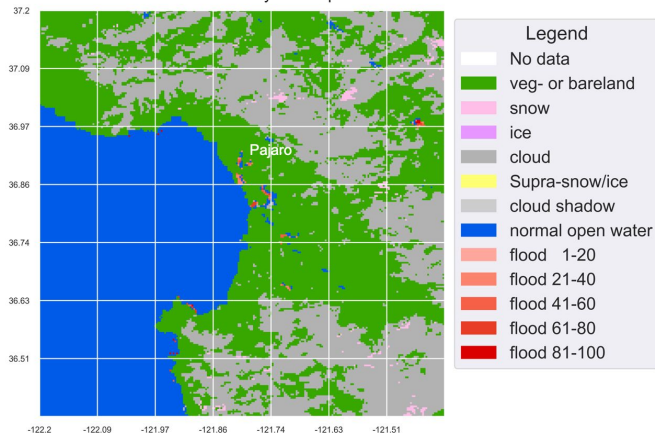 37.2
37.09
36.97
36.86
36.74
36.63
36.51
-122.2 -122.09 -121.97 -121.86 -121.74 -121.63 -121.51
Pajaro
Legend
No data
veg- or bareland
snow
ice
cloud
Supra-snow/ice
cloud shadow
normal open water
flood 1-20
flood 21-40
flood 41-60
flood 61-80
flood 81-100